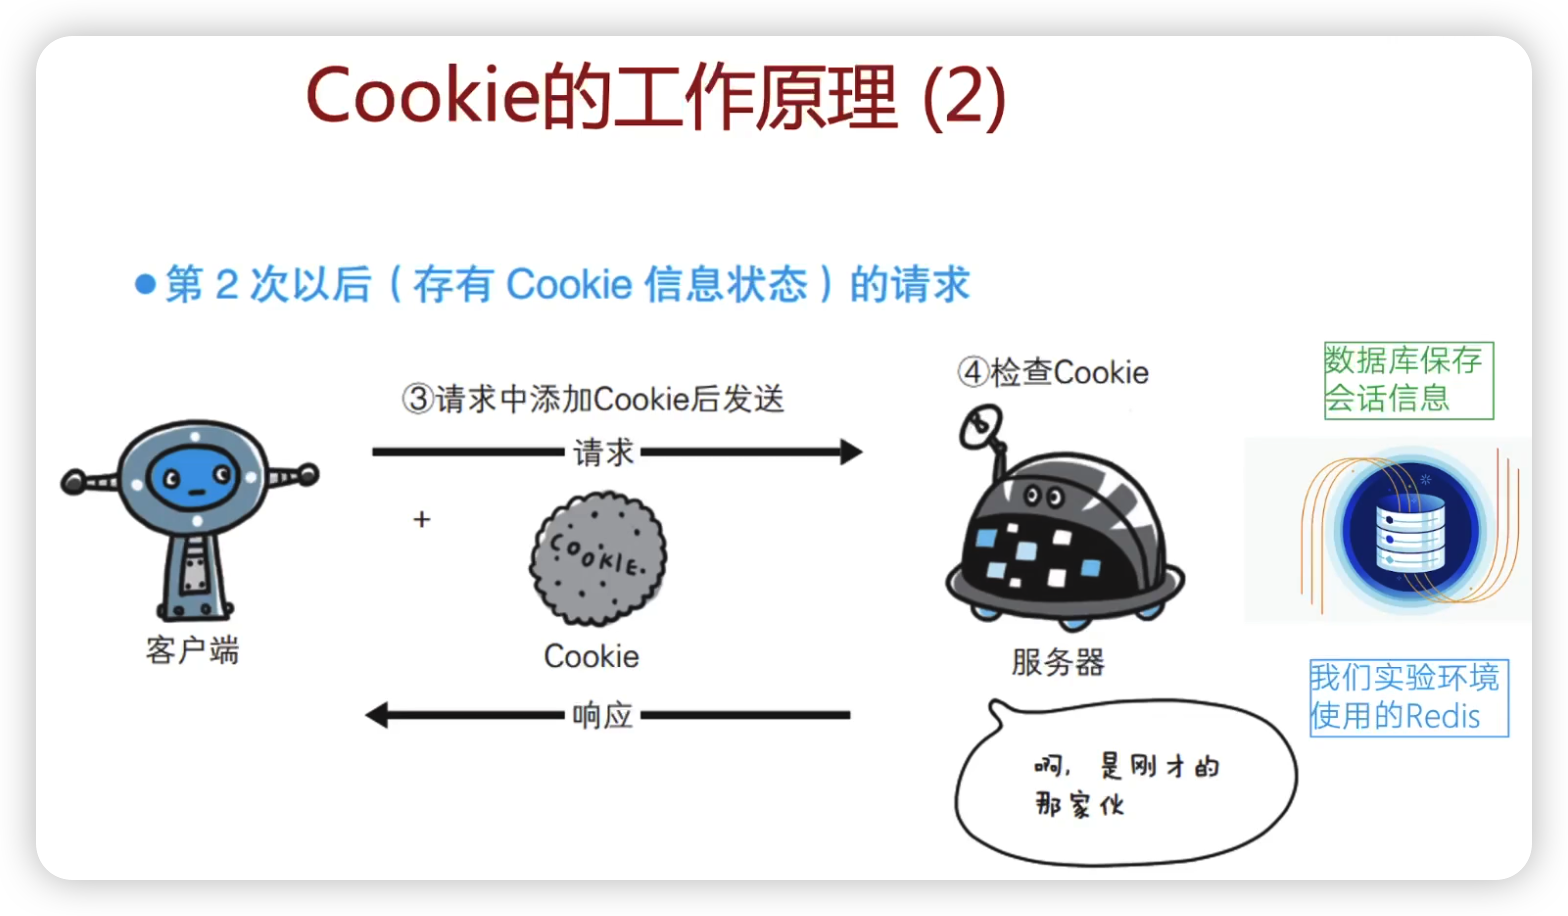 Cookie的工作原理 (2)
●第 2 次以后（存有 Cookie 信息状态）的请求
③请求中添加Cookie后发送
请求
+
COOKIE.
Cookie
客户端
响应
④检查Cookie
服务器
啊，是刚才的
那家伙
数据库保存
会话信息
我们实验环境
使用的Redis